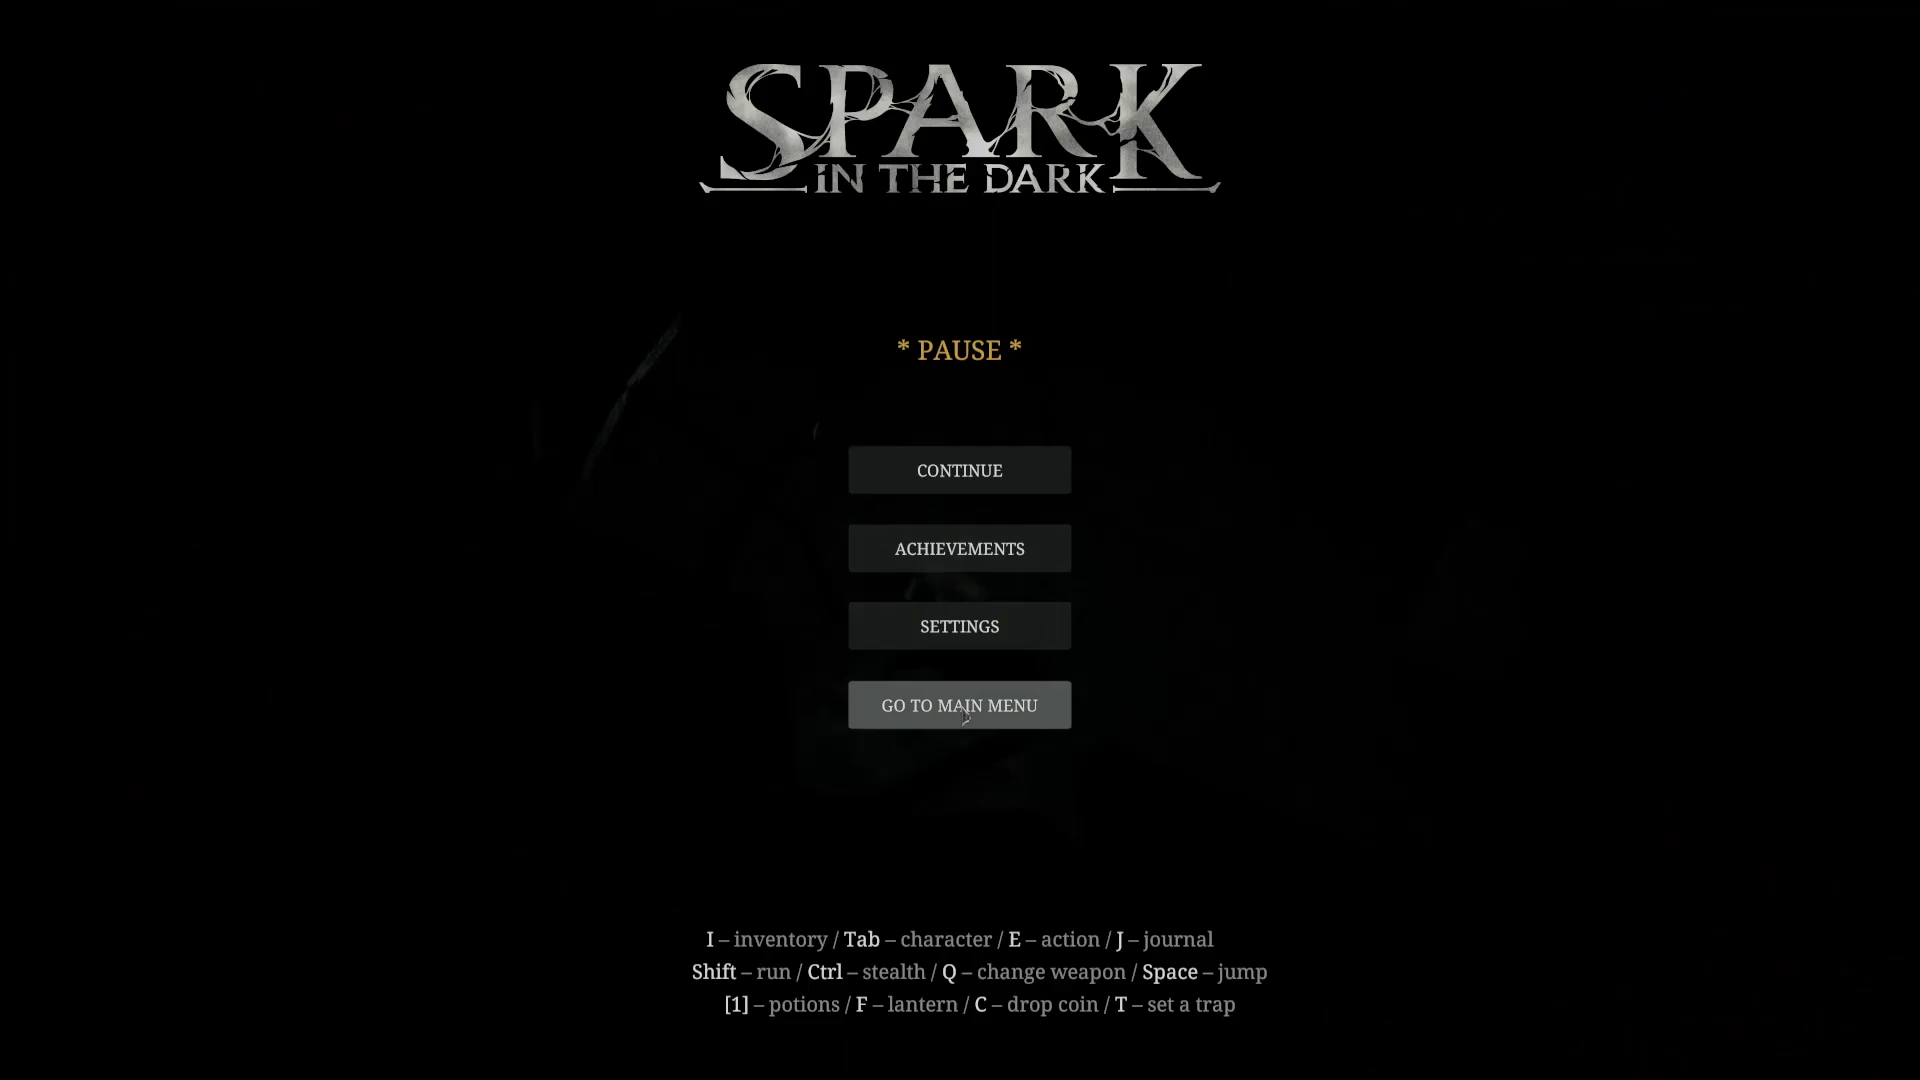 SPARK
IN THE DARK
* PAUSE *
CONTINUE
ACHIEVEMENTS
SETTINGS
GO TO MAIN MENU
I – inventory / Tab – character / E – action / J – journal
Shift – run / Ctrl – stealth / Q – change weapon / Space – jump
[1] – potions / F – lantern / C – drop coin / T – set a trap